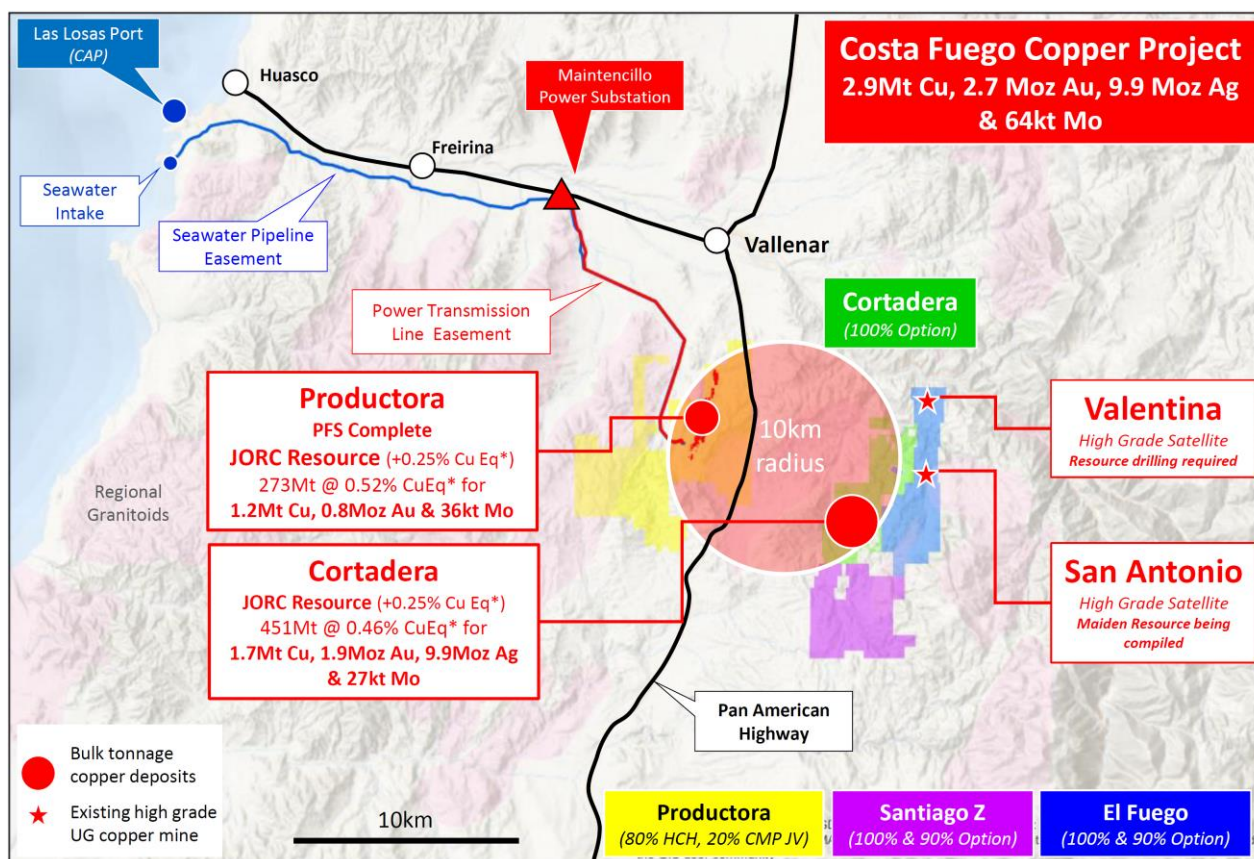 Las Losas Port
(CAP)
Huasco
Maintencillo
Power Substation
Costa Fuego Copper Project
2.9Mt Cu, 2.7 Moz Au, 9.9 Moz Ag
& 64kt Mo
Freirina
Seawater
Intake
Seawater Pipeline
Easement
Vallenar
Power Transmission
Line Easement
Cortadera
(100% Option)
Productora
PFS Complete
JORC Resource (+0.25% Cu Eq*)
273Mt @ 0.52% CuEq* for
1.2Mt Cu, 0.8Moz Au & 36kt Mo
10km
radius
Valentina
High Grade Satellite
Resource drilling required
Regional
Granitoids
Cortadera
JORC Resource (+0.25% Cu Eq*)
451Mt @ 0.46% CuEq* for
1.7Mt Cu, 1.9Moz Au, 9.9Moz Ag
& 27kt Mo
San Antonio
High Grade Satellite
Maiden Resource being
compiled
Pan American
Highway
Bulk tonnage
copper deposits
Existing high grade
UG copper mine
10km
Productora
(80% HCH, 20% CMP JV)
Santiago Z
(100% & 90% Option)
El Fuego
(100% & 90% Option)